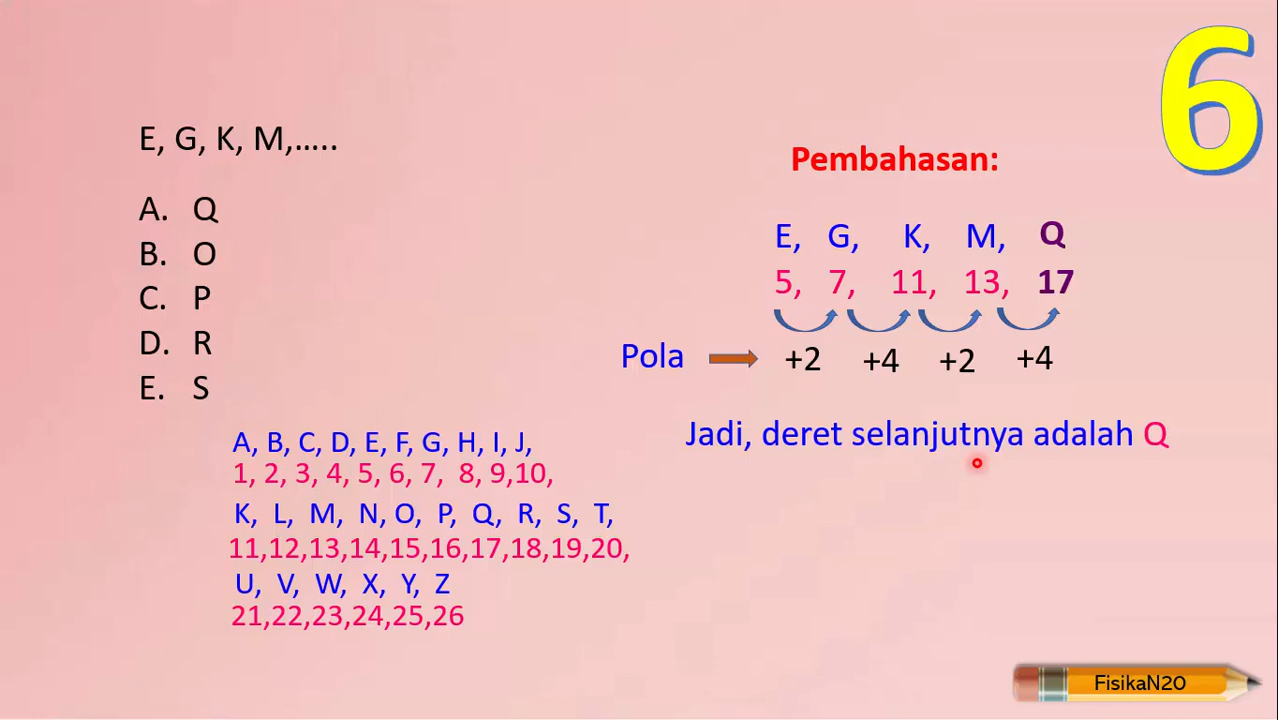 6
E, G, K, M,.....
A. Q
B. O
C. P
D. R
E. S
A, B, C, D, E, F, G, H, I, J,
1, 2, 3, 4, 5, 6, 7, 8, 9,10,
K, L, M, N, O, P, Q, R, S, T,
11,12,13,14,15,16,17,18,19,20,
U, V, W, X, Y, Z
21,22,23,24,25,26
Pembahasan:
E, G, K, M, Q
5, 7, 11, 13, 17
Pola +2 +4 +2 +4
Jadi, deret selanjutnya adalah Q
FisikaN20